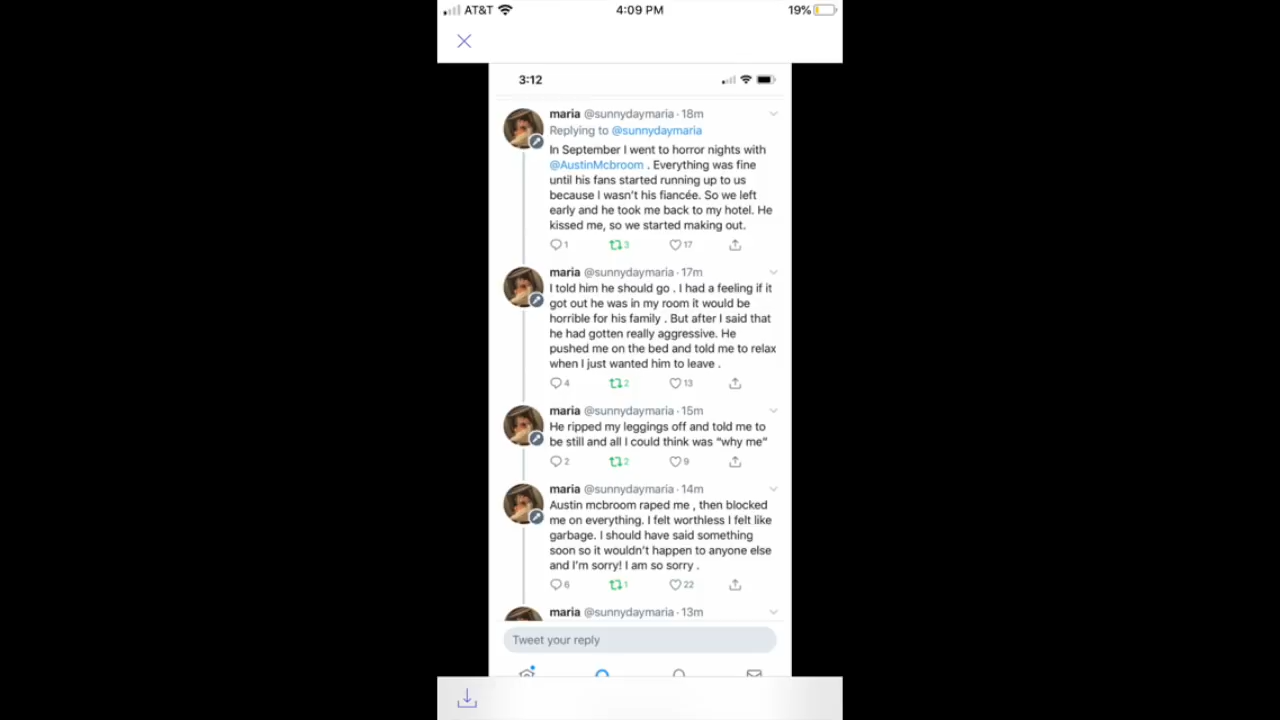 AT&T 4:09 PM 19%
3:12
maria @sunnydaymaria · 18m
Replying to @sunnydaymaria
In September I went to horror nights with
@AustinMcbroom . Everything was fine
until his fans started running up to us
because I wasn't his fiancée. So we left
early and he took me back to my hotel. He
kissed me, so we started making out.
1 3 17
maria @sunnydaymaria · 17m
I told him he should go . I had a feeling if it
got out he was in my room it would be
horrible for his family . But after I said that
he had gotten really aggressive. He
pushed me on the bed and told me to relax
when I just wanted him to leave .
4 2 13
maria @sunnydaymaria · 15m
He ripped my leggings off and told me to
be still and all I could think was “why me”
2 2 9
maria @sunnydaymaria · 14m
Austin mcbroom raped me , then blocked
me on everything. I felt worthless I felt like
garbage. I should have said something
soon so it wouldn't happen to anyone else
and I'm sorry! I am so sorry .
6 1 22
maria @sunnydaymaria · 13m
Tweet your reply